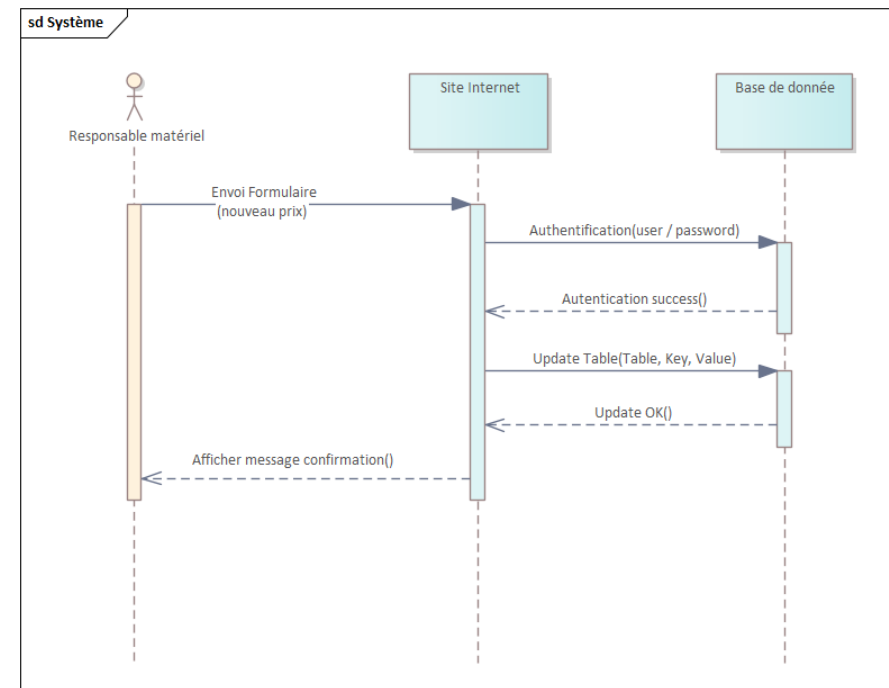 sd Système
Responsable matériel
Site Internet
Base de donnée
Envoi Formulaire
(nouveau prix)
Authentification(user / password)
Autentication success()
Update Table(Table, Key, Value)
Update OK()
Afficher message confirmation()